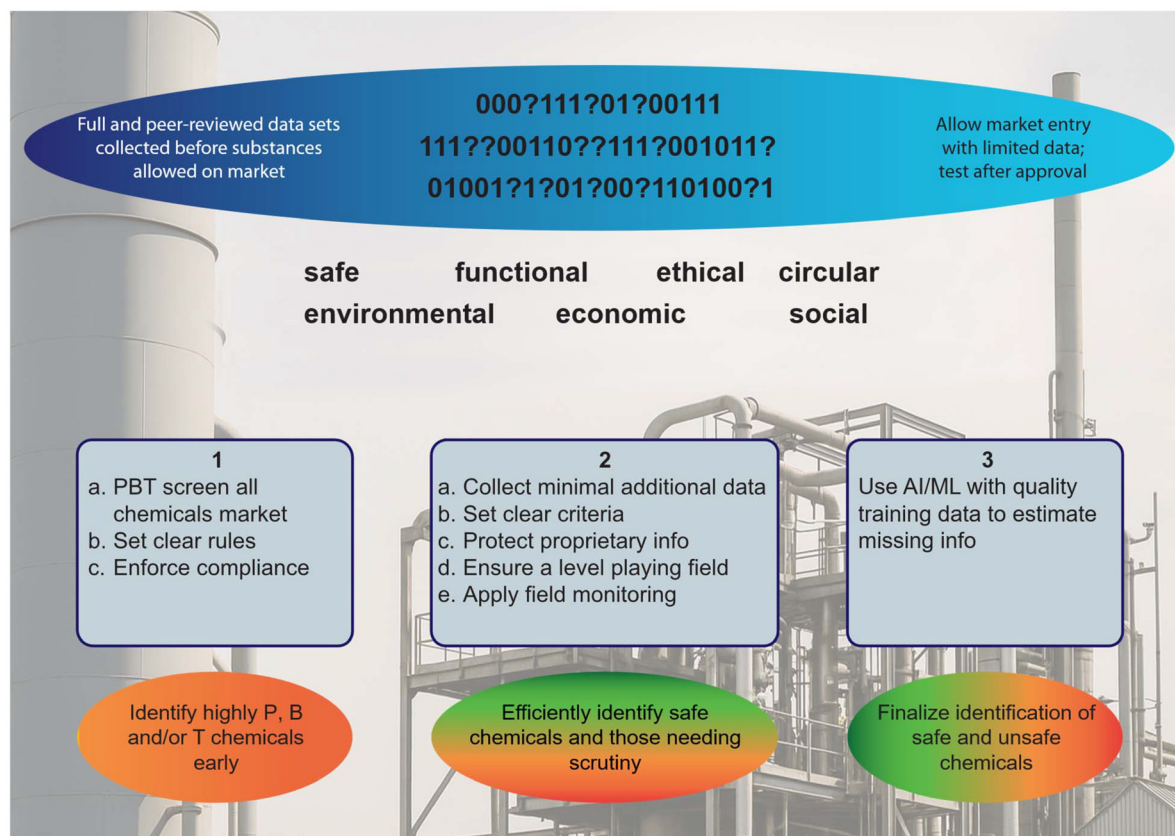 Full and peer-reviewed data sets
collected before substances
allowed on market
000?111?01?00111
111??00110??111?001011?
01001?1?01?00?110100?1
Allow market entry
with limited data;
test after approval
safe functional ethical circular
environmental economic social
1
a. PBT screen all
chemicals market
b. Set clear rules
c. Enforce compliance
2
a. Collect minimal additional data
b. Set clear criteria
c. Protect proprietary info
d. Ensure a level playing field
e. Apply field monitoring
3
Use AI/ML with quality
training data to estimate
missing info
Identify highly P, B
and/or T chemicals
early
Efficiently identify safe
chemicals and those needing
scrutiny
Finalize identification of
safe and unsafe
chemicals